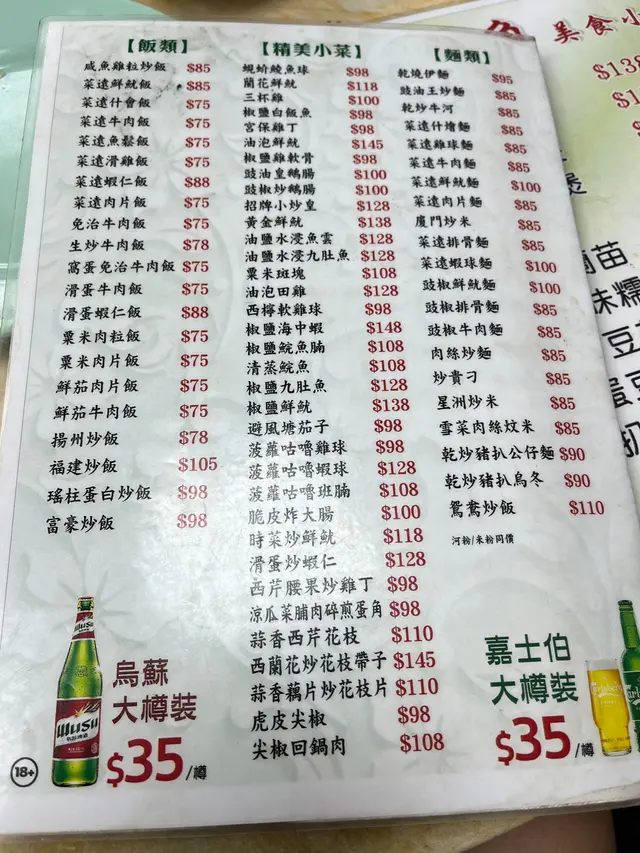 【飯類】
咸魚雞粒炒飯 $85
菜遠鮮魷飯 $85
菜遠什會飯 $75
菜遠牛肉飯 $75
菜遠魚鬆飯 $75
菜遠滑雞飯 $75
菜遠蝦仁飯 $88
菜遠肉片飯 $75
免治牛肉飯 $75
生炒牛肉飯 $78
窩蛋免治牛肉飯 $75
滑蛋牛肉飯 $75
滑蛋蝦仁飯 $88
粟米肉粒飯 $75
粟米肉片飯 $75
鮮茄肉片飯 $75
鮮茄牛肉飯 $75
揚州炒飯 $78
福建炒飯 $105
瑤柱蛋白炒飯 $98
富豪炒飯 $98
【精美小菜】
蜆蚧鯪魚球 $98
蘭花鮮魷 $118
三杯雞 $100
椒鹽白飯魚 $98
宮保雞丁 $98
油泡鮮魷 $145
椒鹽雞軟骨 $98
豉油皇鵝腸 $100
豉椒炒鵝腸 $100
招牌小炒皇 $128
黃金鮮魷 $138
油鹽水浸魚雲 $128
油鹽水浸九肚魚 $128
粟米斑塊 $108
油泡田雞 $128
西檸軟雞球 $98
椒鹽海中蝦 $148
椒鹽鯇魚腩 $108
清蒸鯇魚 $108
椒鹽九肚魚 $128
椒鹽鮮魷 $138
避風塘茄子 $98
菠蘿咕嚕雞球 $98
菠蘿咕嚕蝦球 $128
菠蘿咕嚕班腩 $108
脆皮炸大腸 $100
時菜炒鮮魷 $118
滑蛋炒蝦仁 $128
西芹腰果炒雞丁 $98
涼瓜菜脯肉碎煎蛋角 $98
蒜香西芹花枝 $110
西蘭花炒花枝帶子 $145
蒜香藕片炒花枝片 $110
虎皮尖椒 $98
尖椒回鍋肉 $108
【麵類】
乾燒伊麵 $95
豉油王炒麵 $85
乾炒牛河 $85
菜遠什燴麵 $85
菜遠雞球麵 $85
菜遠牛肉麵 $85
菜遠鮮魷麵 $100
菜遠肉片麵 $85
廈門炒米 $85
菜遠排骨麵 $85
菜遠蝦球麵 $100
豉椒鮮魷麵 $100
豉椒排骨麵 $85
豉椒牛肉麵 $85
肉絲炒麵 $85
炒貴刁 $85
星洲炒米 $85
雪菜肉絲炆米 $85
乾炒豬扒公仔麵 $90
乾炒豬扒烏冬 $90
鴛鴦炒飯 $110
河粉/米粉同價
烏蘇
大樽裝
$35/樽
18+
WUSU
嘉士伯
大樽裝
$35/樽
Carlsberg
美食小
$138
苗
味糯
豆